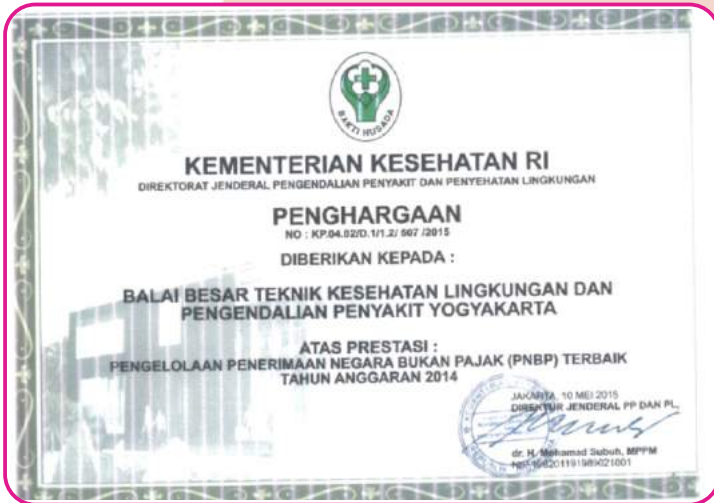 BAKTI HUSADA
KEMENTERIAN KESEHATAN RI
DIREKTORAT JENDERAL PENGENDALIAN PENYAKIT DAN PENYEHATAN LINGKUNGAN
PENGHARGAAN
NO : KP.04.02/D.1/1.2/ 607 /2015
DIBERIKAN KEPADA :
BALAI BESAR TEKNIK KESEHATAN LINGKUNGAN DAN
PENGENDALIAN PENYAKIT YOGYAKARTA
ATAS PRESTASI :
PENGELOLAAN PENERIMAAN NEGARA BUKAN PAJAK (PNBP) TERBAIK
TAHUN ANGGARAN 2014
JAKARTA, 10 MEI 2015
DIREKTUR JENDERAL PP DAN PL,
dr. H. Mohamad Subuh, MPPM